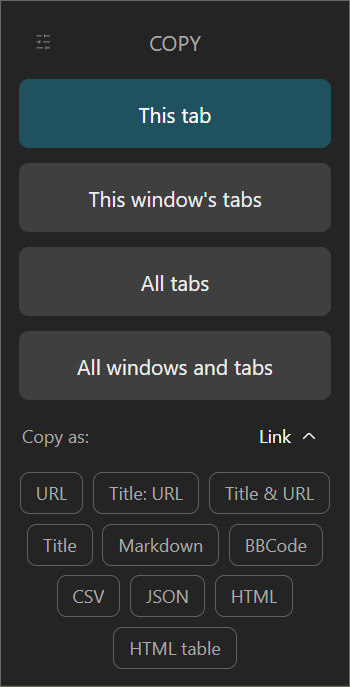 COPY
This tab
This window's tabs
All tabs
All windows and tabs
Copy as: Link
URL Title: URL Title & URL
Title Markdown BBCode
CSV JSON HTML
HTML table